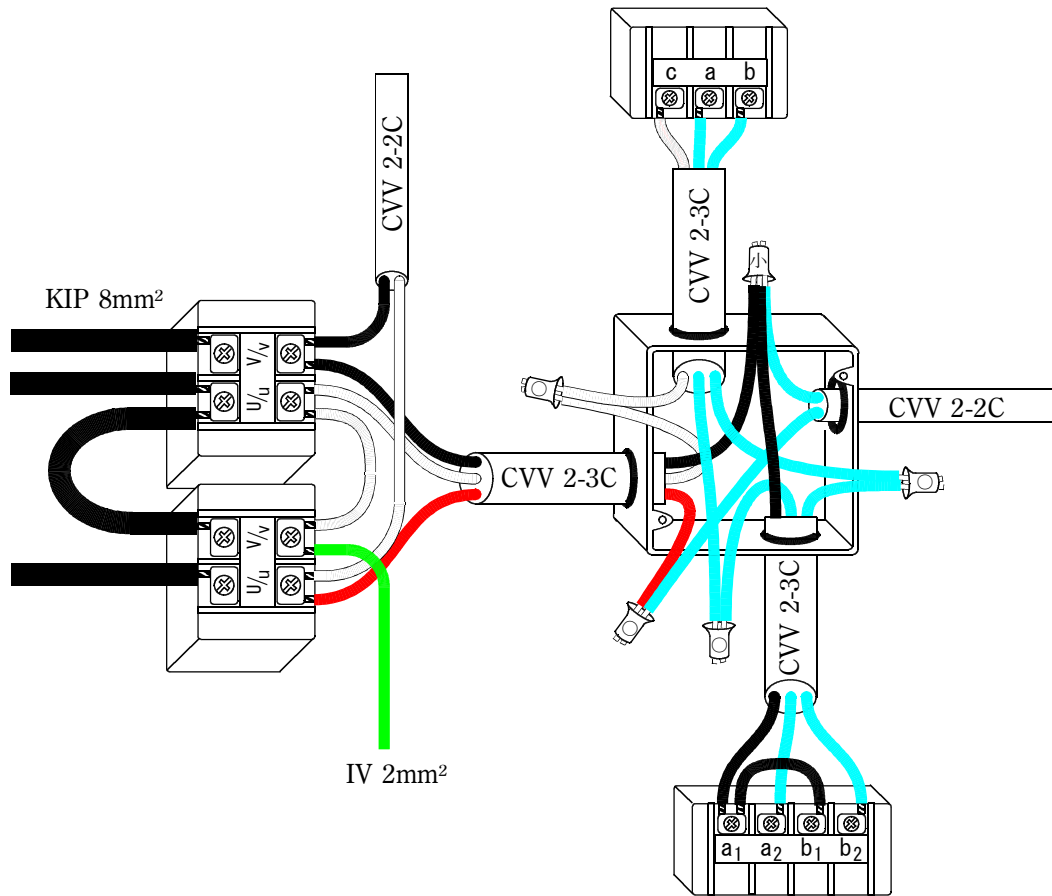 c a b
CVV 2-2C
CVV 2-3C
小
KIP 8mm²
V/v
U/u
CVV 2-2C
CVV 2-3C
V/v
U/u
CVV 2-3C
IV 2mm²
a₁ a₂ b₁ b₂